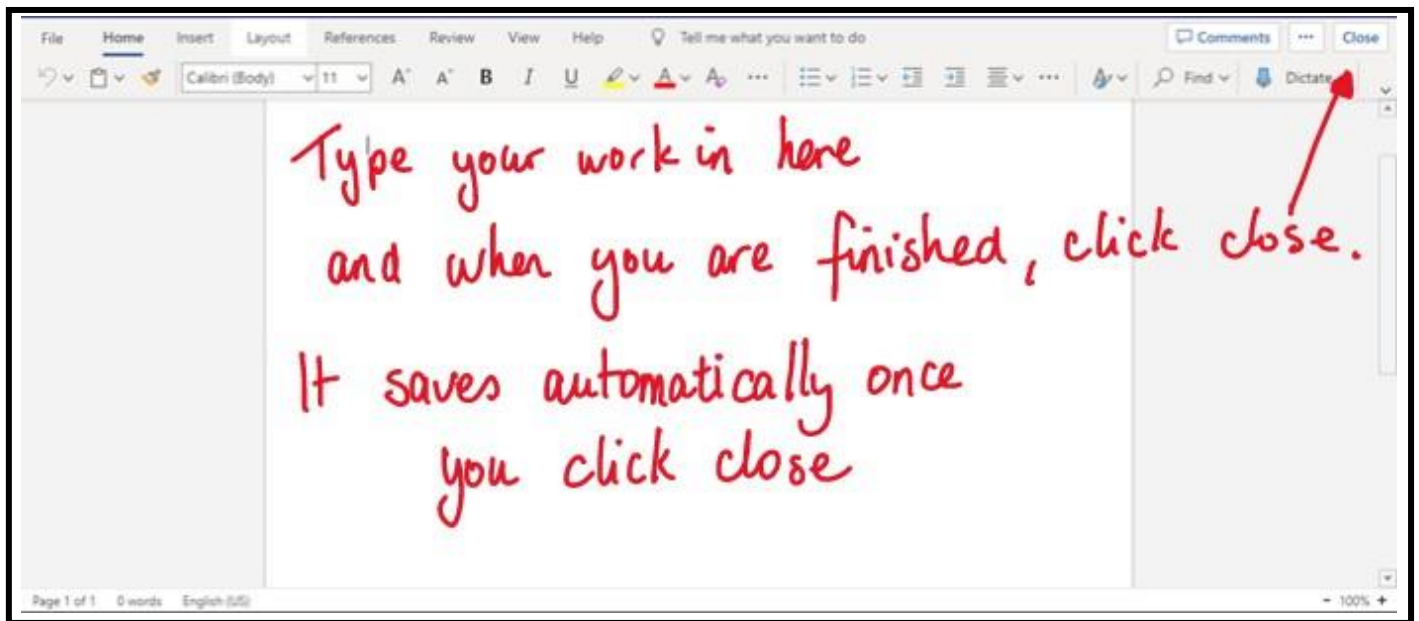 File Home Insert Layout References Review View Help Tell me what you want to do Comments ... Close
Calibri (Body) 11 A A B I U A A ... ... A Find Dictate
Type your work in here
and when you are finished, click close.
It saves automatically once
you click close
Page 1 of 1 0 words English (US) - 100% +